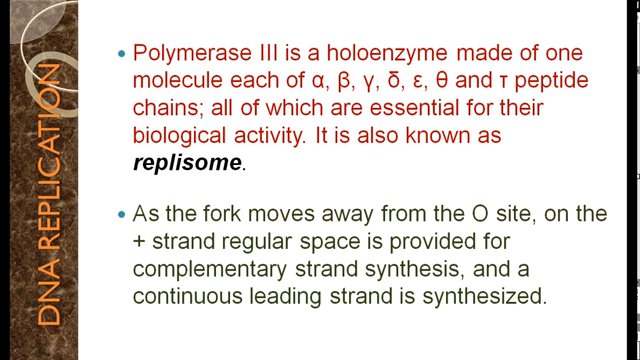 DNA REPLICATION
• Polymerase III is a holoenzyme made of one
molecule each of α, β, γ, δ, ε, θ and τ peptide
chains; all of which are essential for their
biological activity. It is also known as
replisome.
• As the fork moves away from the O site, on the
+ strand regular space is provided for
complementary strand synthesis, and a
continuous leading strand is synthesized.